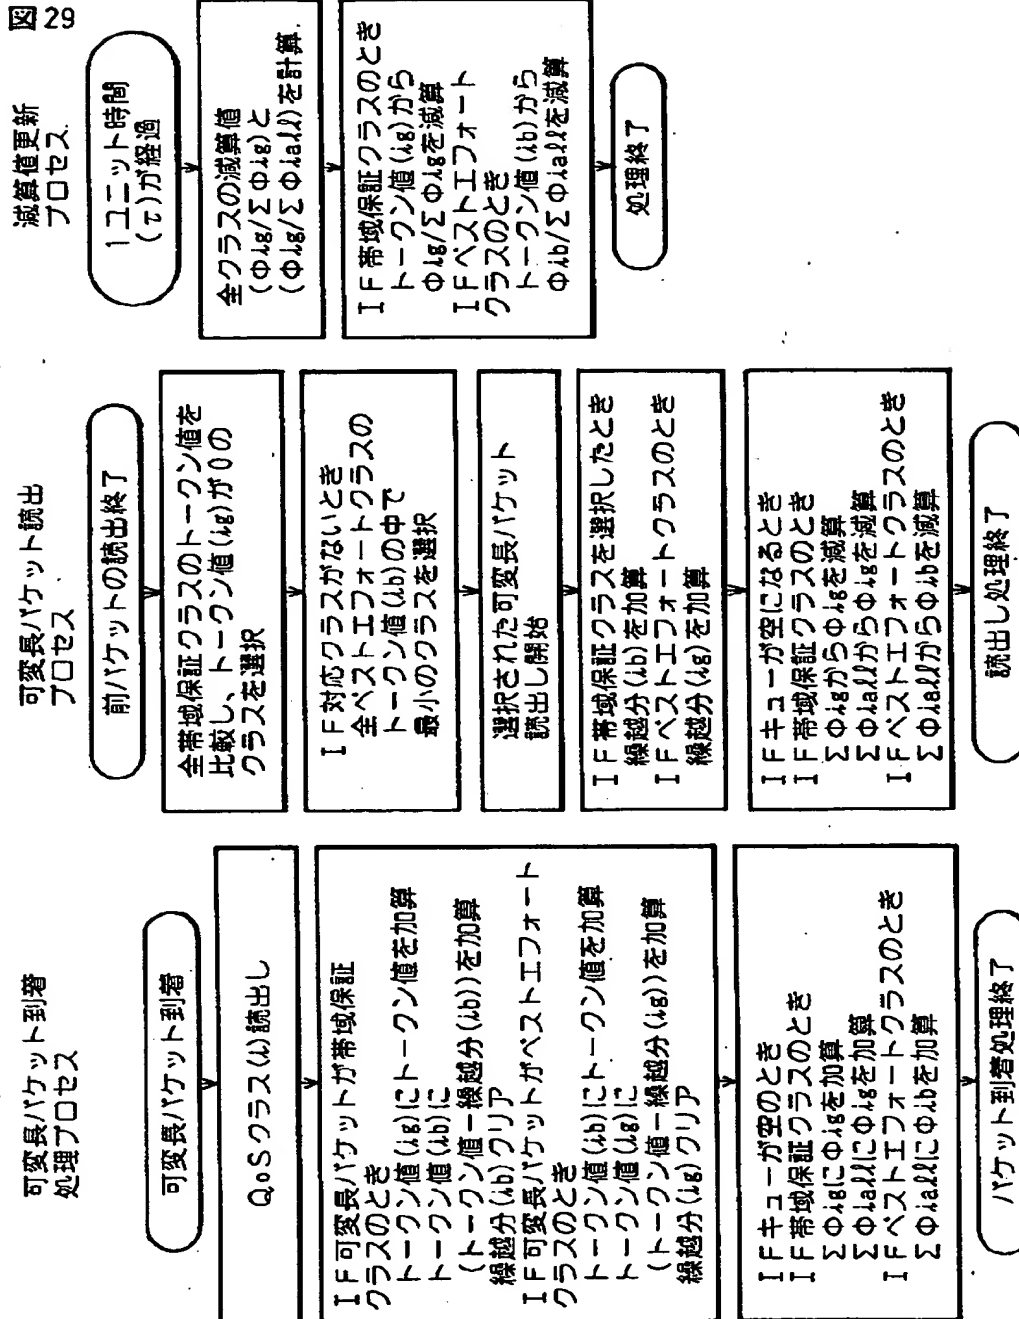 図29
可変長パケット到着
処理プロセス
可変長パケット到着
QoSクラス(i)読出し
IF可変長パケットが帯域保証
クラスのとき
トークン値(ig)にトークン値を加算
トークン値(ib)に
(トークン値ー繰越分(ib))を加算
繰越分(ib)クリア
IF可変長パケットがベストエフォート
クラスのとき
トークン値(ib)にトークン値を加算
トークン値(ig)に
(トークン値ー繰越分(ig))を加算
繰越分(ig)クリア
IFキューが空のとき
IF帯域保証クラスのとき
ΣΦigにΦigを加算
ΣΦiallにΦigを加算
IFベストエフォートクラスのとき
ΣΦiallにΦibを加算
パケット到着処理終了
可変長パケット読出
プロセス
前パケットの読出終了
全帯域保証クラスのトークン値を
比較し、トークン値(ig)が0の
クラスを選択
IF対応クラスがないとき
全ベストエフォートクラスの
トークン値(ib)の中で
最小のクラスを選択
選択された可変長パケット
読出し開始
IF帯域保証クラスを選択したとき
繰越分(ib)を加算
IFベストエフォートクラスのとき
繰越分(ig)を加算
IFキューが空になるとき
IF帯域保証クラスのとき
ΣΦigからΦigを減算
ΣΦiallからΦigを減算
IFベストエフォートクラスのとき
ΣΦiallからΦibを減算
読出し処理終了
減算値更新
プロセス
1ユニット時間
(τ)が経過
全クラスの減算値
(Φig/ΣΦig)と
(Φig/ΣΦiall)を計算
IF帯域保証クラスのとき
トークン値(ig)から
Φig/ΣΦigを減算
IFベストエフォート
クラスのとき
トークン値(ib)から
Φib/ΣΦiallを減算
処理終了